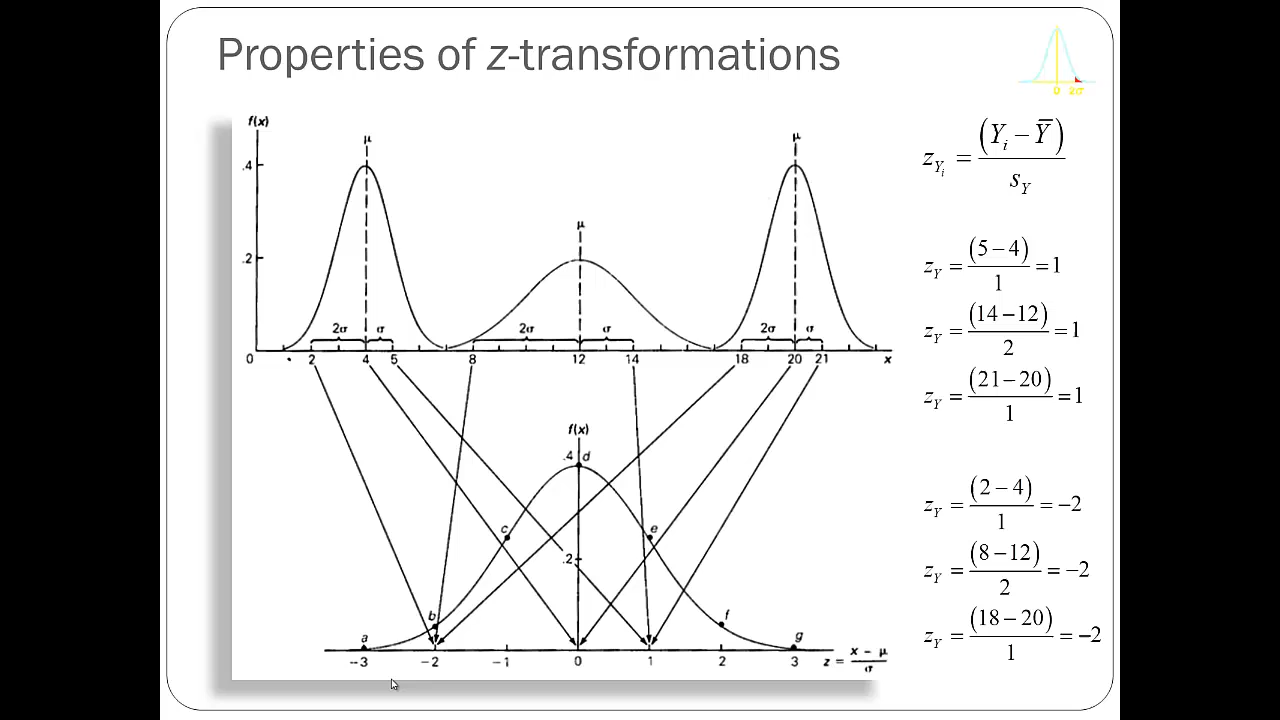 Properties of z-transformations
0 2σ
f(x)
μ μ
.4
μ
.2
2σ σ 2σ σ 2σ σ
0 2 4 5 8 12 14 18 20 21 x
f(x)
.4 d
c e
.2
b f
a g
--3 −2 −1 0 1 2 3 z = (x − μ)/σ
z_{Y_i} = (Y_i − Ȳ)/s_Y
z_Y = (5 − 4)/1 = 1
z_Y = (14 − 12)/2 = 1
z_Y = (21 − 20)/1 = 1
z_Y = (2 − 4)/1 = −2
z_Y = (8 − 12)/2 = −2
z_Y = (18 − 20)/1 = −2